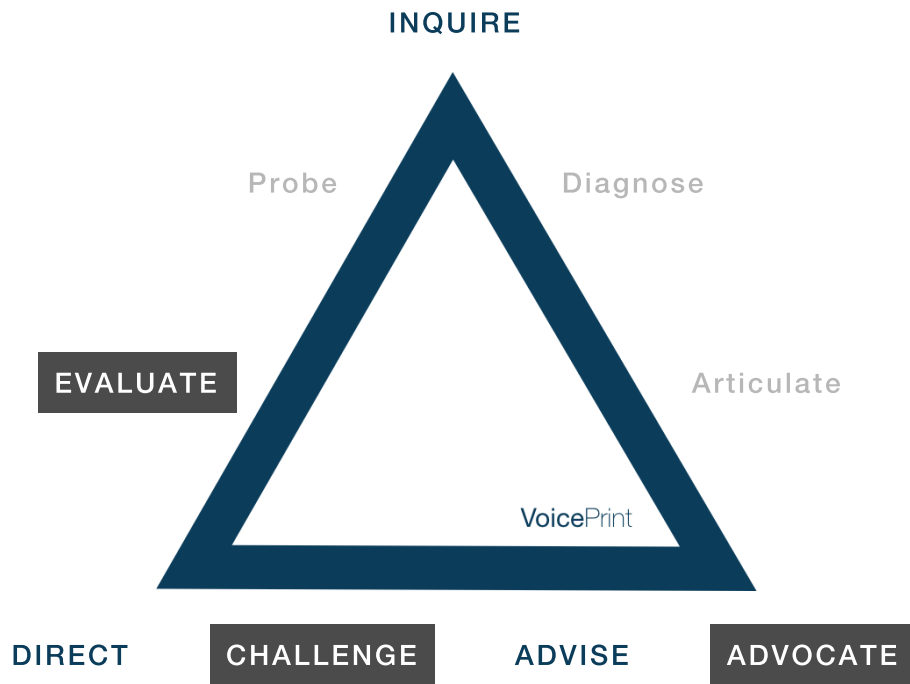 INQUIRE
Probe
Diagnose
EVALUATE
Articulate
VoicePrint
DIRECT
CHALLENGE
ADVISE
ADVOCATE